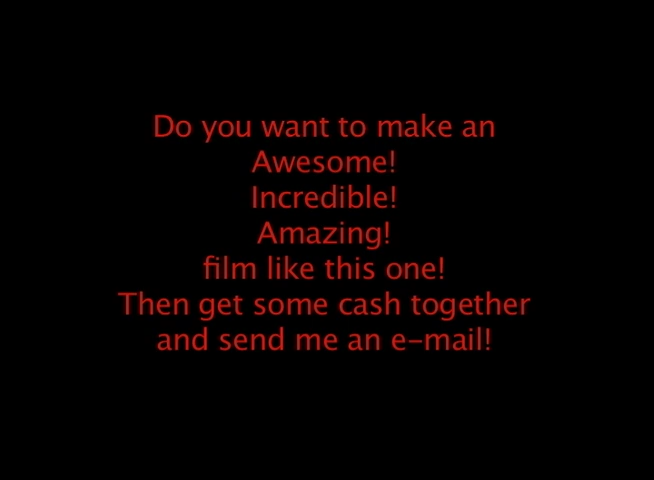 Do you want to make an
Awesome!
Incredible!
Amazing!
film like this one!
Then get some cash together
and send me an e-mail!